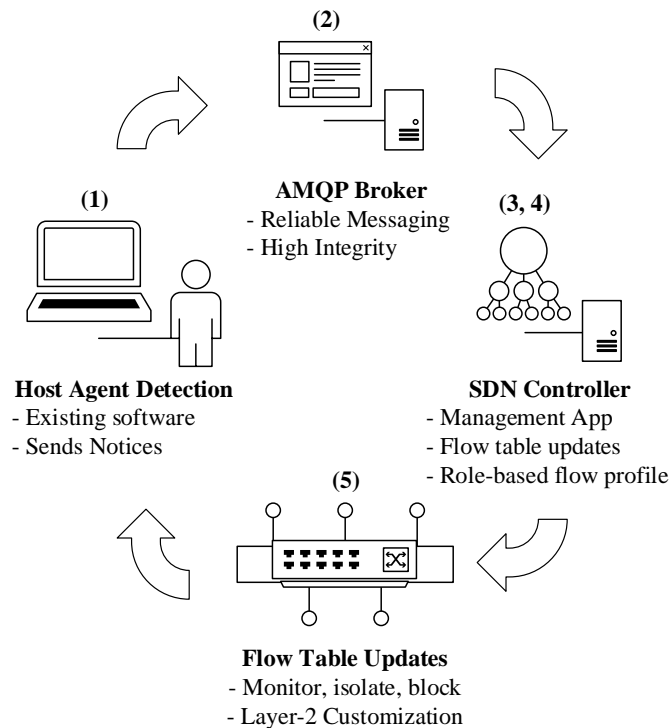 (2)
AMQP Broker
- Reliable Messaging
- High Integrity
(1)
Host Agent Detection
- Existing software
- Sends Notices
(3, 4)
SDN Controller
- Management App
- Flow table updates
- Role-based flow profile
(5)
Flow Table Updates
- Monitor, isolate, block
- Layer-2 Customization